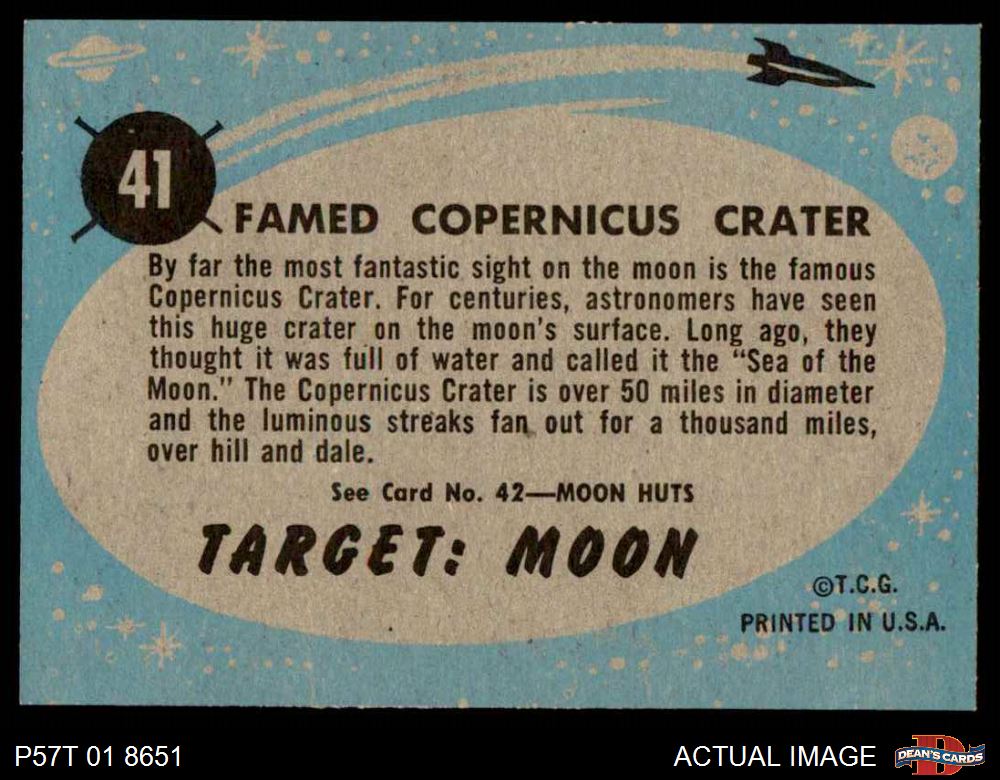 41
FAMED COPERNICUS CRATER
By far the most fantastic sight on the moon is the famous
Copernicus Crater. For centuries, astronomers have seen
this huge crater on the moon's surface. Long ago, they
thought it was full of water and called it the “Sea of the
Moon.” The Copernicus Crater is over 50 miles in diameter
and the luminous streaks fan out for a thousand miles,
over hill and dale.
See Card No. 42—MOON HUTS
TARGET: MOON
©T.C.G.
PRINTED IN U.S.A.
P57T 01 8651
ACTUAL IMAGE
DEAN'S CARDS